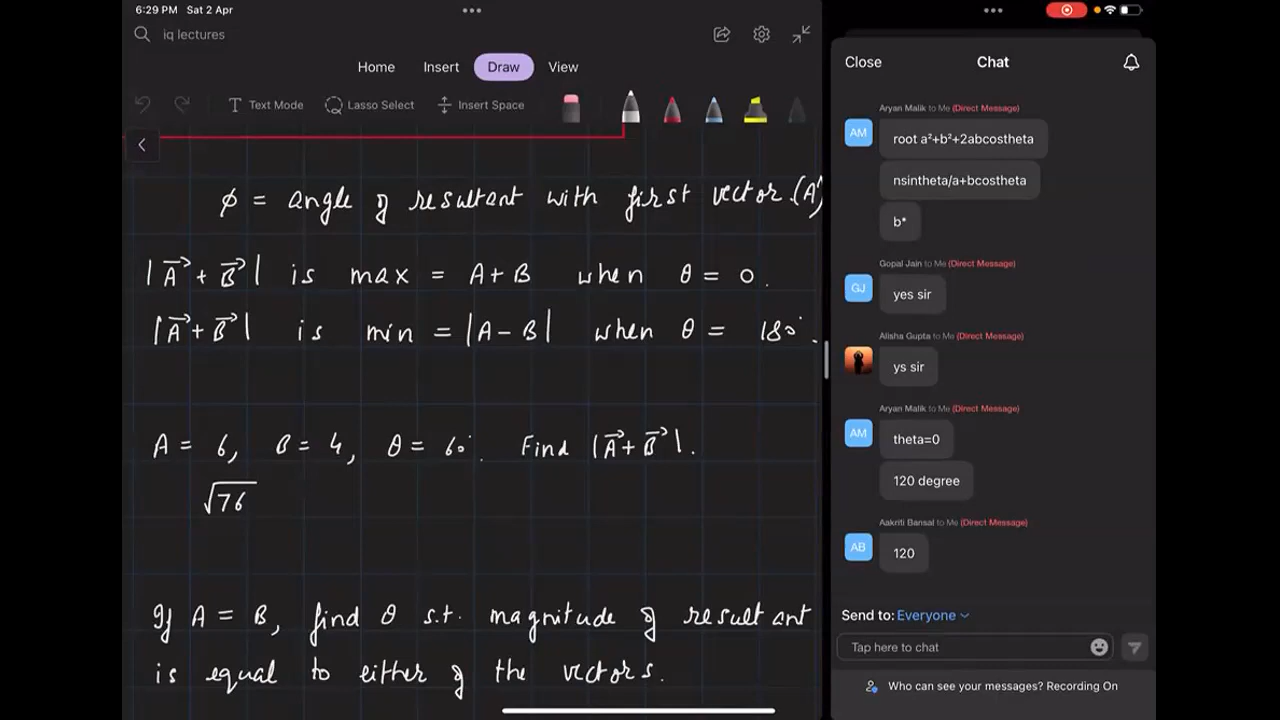 6:29 PM Sat 2 Apr
iq lectures
Home Insert Draw View
Text Mode Lasso Select Insert Space
ϕ = angle of resultant with first vector.(A)
|A⃗ + B⃗| is max = A+B when θ = 0.
|A⃗ + B⃗| is min = |A - B| when θ = 180°.
A = 6, B = 4, θ = 60°. Find |A⃗ + B⃗|.
√76
If A = B, find θ s.t. magnitude of resultant
is equal to either of the vectors.
Close Chat
Aryan Malik to Me (Direct Message)
AM
root a²+b²+2abcostheta
nsintheta/a+bcostheta
b*
Gopal Jain to Me (Direct Message)
GJ
yes sir
Alisha Gupta to Me (Direct Message)
ys sir
Aryan Malik to Me (Direct Message)
AM
theta=0
120 degree
Aakriti Bansal to Me (Direct Message)
AB
120
Send to: Everyone
Tap here to chat
Who can see your messages? Recording On